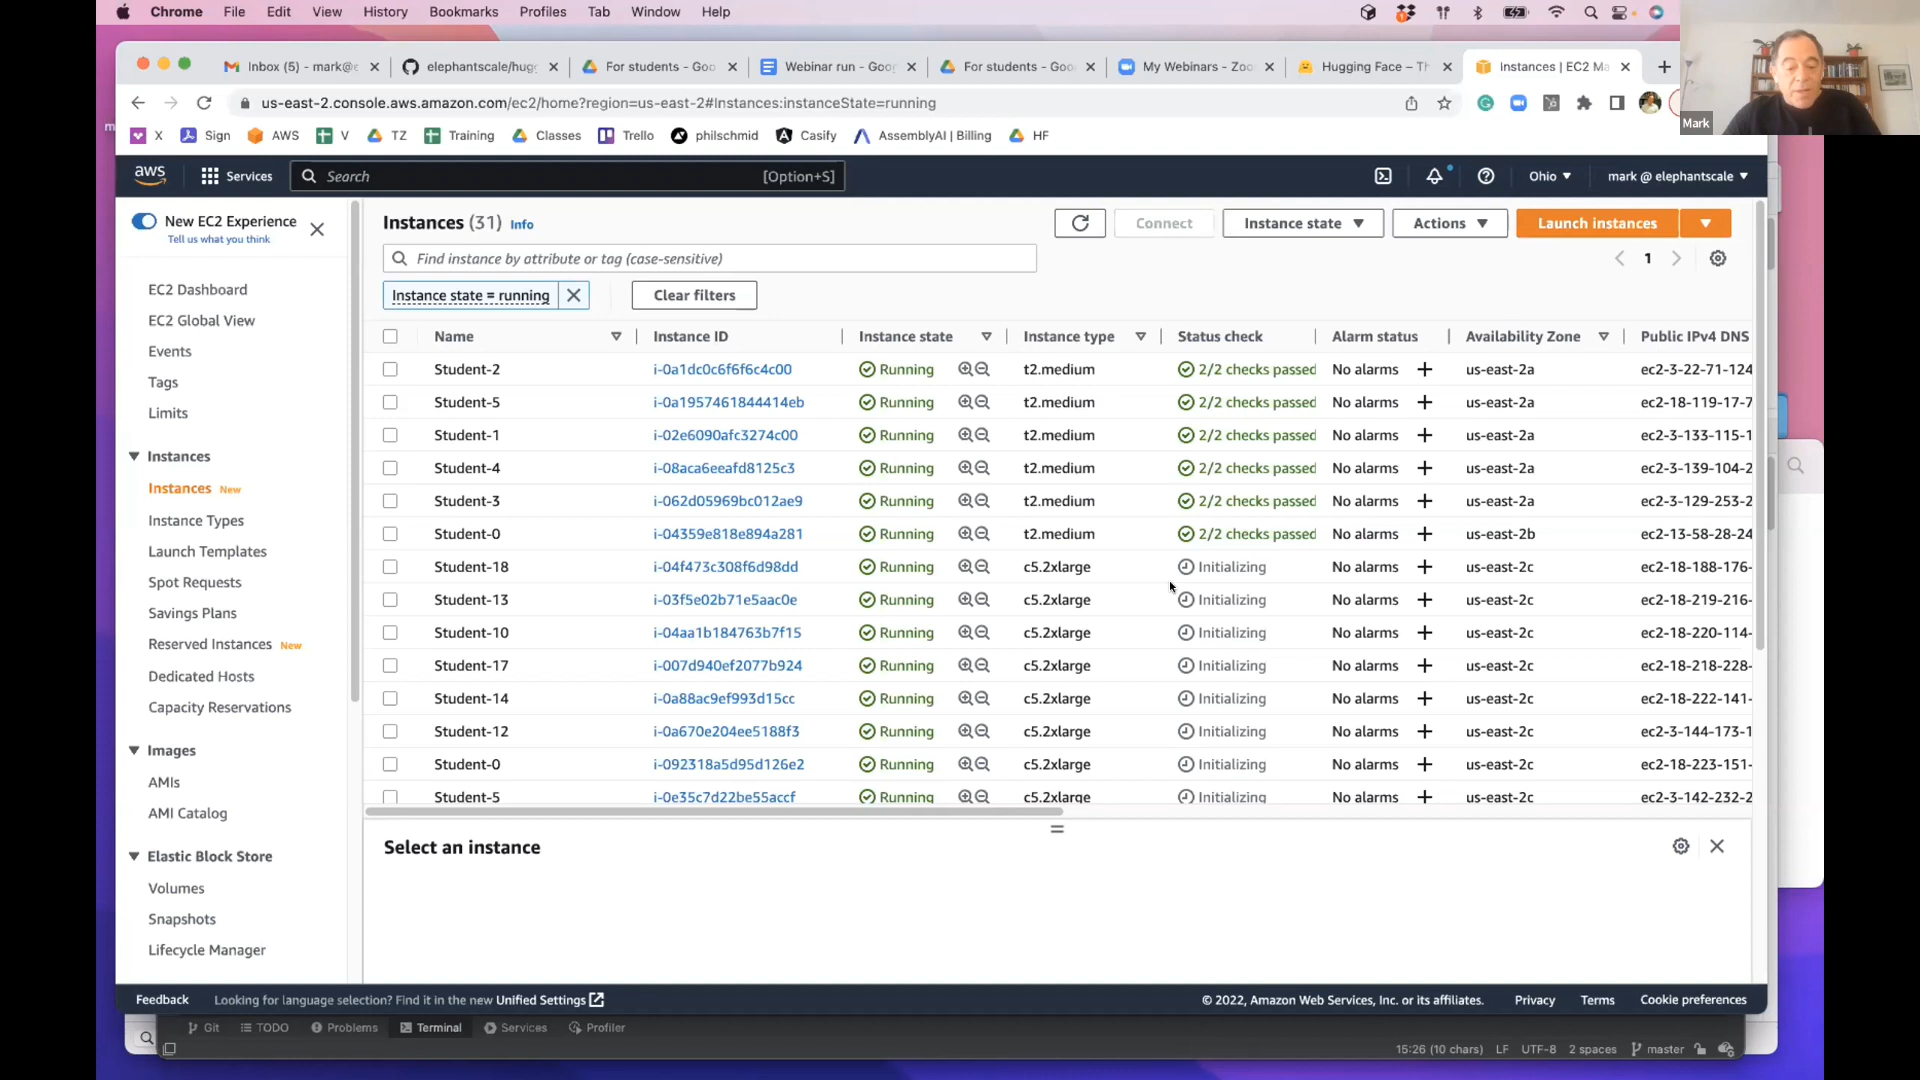 Chrome File Edit View History Bookmarks Profiles Tab Window Help
Inbox (5) - mark@e
elephantscale/hugg
For students - Goo
Webinar run - Goog
For students - Goo
My Webinars - Zoo
Hugging Face – Th
Instances | EC2 Ma
us-east-2.console.aws.amazon.com/ec2/home?region=us-east-2#Instances:instanceState=running
Mark
X Sign AWS V TZ Training Classes Trello philschmid Casify AssemblyAI | Billing HF
aws Services Search [Option+S] Ohio mark @ elephantscale
New EC2 Experience
Tell us what you think
EC2 Dashboard
EC2 Global View
Events
Tags
Limits
Instances
Instances New
Instance Types
Launch Templates
Spot Requests
Savings Plans
Reserved Instances New
Dedicated Hosts
Capacity Reservations
Images
AMIs
AMI Catalog
Elastic Block Store
Volumes
Snapshots
Lifecycle Manager
Instances (31) Info Connect Instance state Actions Launch instances
Find instance by attribute or tag (case-sensitive) 1
Instance state = running Clear filters
Name Instance ID Instance state Instance type Status check Alarm status Availability Zone Public IPv4 DNS
Student-2 i-0a1dc0c6f6f6c4c00 Running t2.medium 2/2 checks passed No alarms + us-east-2a ec2-3-22-71-124
Student-5 i-0a1957461844414eb Running t2.medium 2/2 checks passed No alarms + us-east-2a ec2-18-119-17-7
Student-1 i-02e6090afc3274c00 Running t2.medium 2/2 checks passed No alarms + us-east-2a ec2-3-133-115-1
Student-4 i-08aca6eeafd8125c3 Running t2.medium 2/2 checks passed No alarms + us-east-2a ec2-3-139-104-2
Student-3 i-062d05969bc012ae9 Running t2.medium 2/2 checks passed No alarms + us-east-2a ec2-3-129-253-2
Student-0 i-04359e818e894a281 Running t2.medium 2/2 checks passed No alarms + us-east-2b ec2-13-58-28-24
Student-18 i-04f473c308f6d98dd Running c5.2xlarge Initializing No alarms + us-east-2c ec2-18-188-176-
Student-13 i-03f5e02b71e5aac0e Running c5.2xlarge Initializing No alarms + us-east-2c ec2-18-219-216-
Student-10 i-04aa1b184763b7f15 Running c5.2xlarge Initializing No alarms + us-east-2c ec2-18-220-114-
Student-17 i-007d940ef2077b924 Running c5.2xlarge Initializing No alarms + us-east-2c ec2-18-218-228-
Student-14 i-0a88ac9ef993d15cc Running c5.2xlarge Initializing No alarms + us-east-2c ec2-18-222-141-
Student-12 i-0a670e204ee5188f3 Running c5.2xlarge Initializing No alarms + us-east-2c ec2-3-144-173-1
Student-0 i-092318a5d95d126e2 Running c5.2xlarge Initializing No alarms + us-east-2c ec2-18-223-151-
Student-5 i-0e35c7d22be55accf Running c5.2xlarge Initializing No alarms + us-east-2c ec2-3-142-232-2
Select an instance
Feedback Looking for language selection? Find it in the new Unified Settings © 2022, Amazon Web Services, Inc. or its affiliates. Privacy Terms Cookie preferences
Git TODO Problems Terminal Services Profiler
15:26 (10 chars) LF UTF-8 2 spaces master